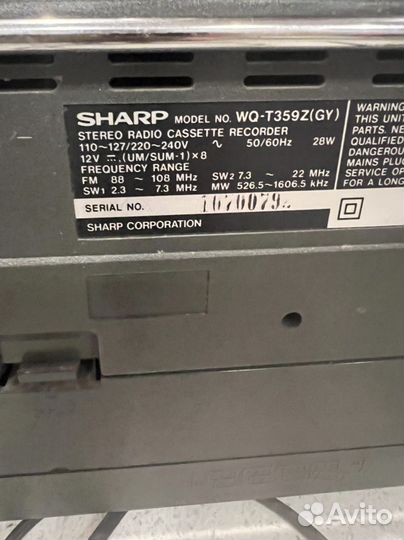 SHARP MODEL NO. WQ-T359Z(GY)
STEREO RADIO CASSETTE RECORDER
110~127/220~240V ∿ 50/60Hz 28W
12V ⎓, (UM/SUM-1)×8
FREQUENCY RANGE
FM 88 ~ 108 MHz SW2 7.3 ~ 22 MHz
SW1 2.3 ~ 7.3 MHz MW 526.5~1606.5 kHz
SERIAL NO.
SHARP CORPORATION
WARNING
THIS UNIT
PARTS. NE
QUALIFIED
DANGEROU
MAINS PLU
SERVICE OP
FOR A LONG
Avito